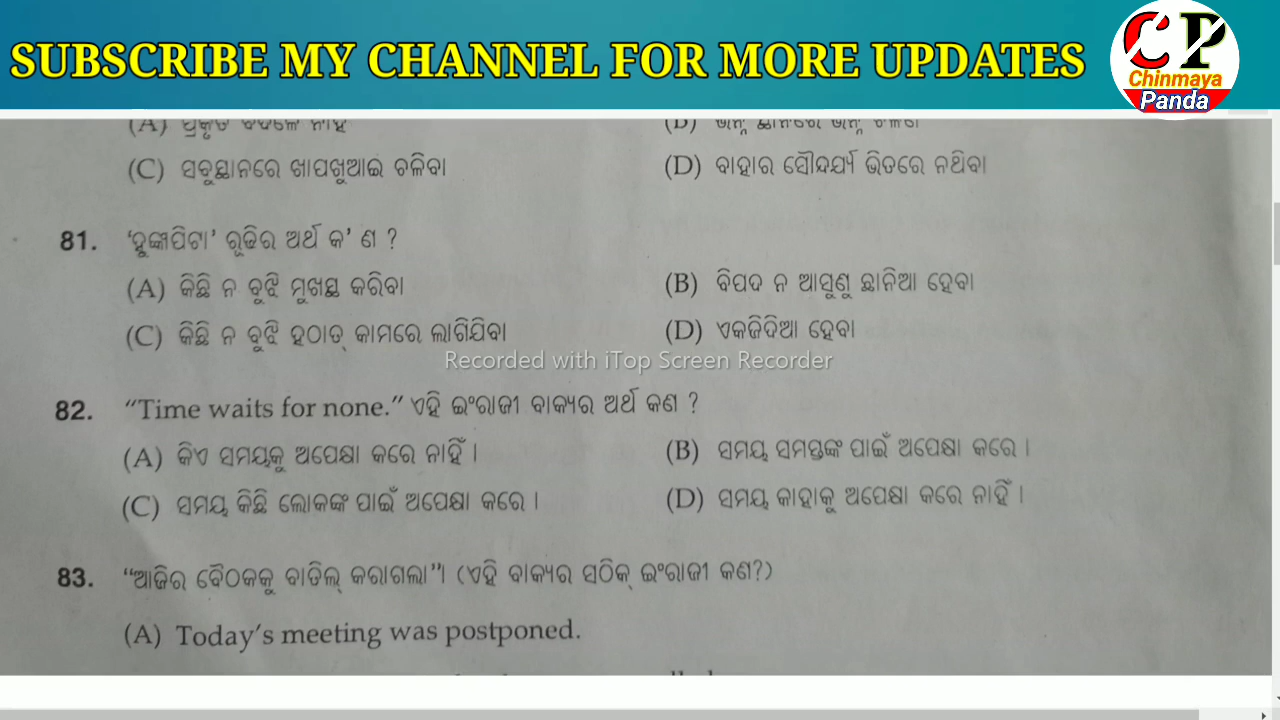 SUBSCRIBE MY CHANNEL FOR MORE UPDATES
CP
Chinmaya
Panda
(C) ସବୁସ୍ଥାନରେ ଖାପଖୁଆଇ ଚଳିବା (D) ବାହାର ସୌନ୍ଦର୍ଯ୍ୟ ଭିତରେ ନଥିବା
81. ‘ହୁଙ୍କାପିଟା’ ରୂଢିର ଅର୍ଥ କ’ ଣ ?
(A) କିଛି ନ ବୁଝି ମୁଖସ୍ଥ କରିବା (B) ବିପଦ ନ ଆସୁଣୁ ଛାନିଆ ହେବା
(C) କିଛି ନ ବୁଝି ହଠାତ୍ କାମରେ ଲାଗିଯିବା (D) ଏକଜିଦିଆ ହେବା
Recorded with iTop Screen Recorder
82. “Time waits for none.” ଏହି ଇଂରାଜୀ ବାକ୍ୟର ଅର୍ଥ କଣ ?
(A) କିଏ ସମୟକୁ ଅପେକ୍ଷା କରେ ନାହିଁ । (B) ସମୟ ସମସ୍ତଙ୍କ ପାଇଁ ଅପେକ୍ଷା କରେ ।
(C) ସମୟ କିଛି ଲୋକଙ୍କ ପାଇଁ ଅପେକ୍ଷା କରେ । (D) ସମୟ କାହାକୁ ଅପେକ୍ଷା କରେ ନାହିଁ ।
83. “ଆଜିର ବୈଠକକୁ ବାତିଲ୍ କରାଗଲା”। (ଏହି ବାକ୍ୟର ସଠିକ୍ ଇଂରାଜୀ କଣ?)
(A) Today’s meeting was postponed.